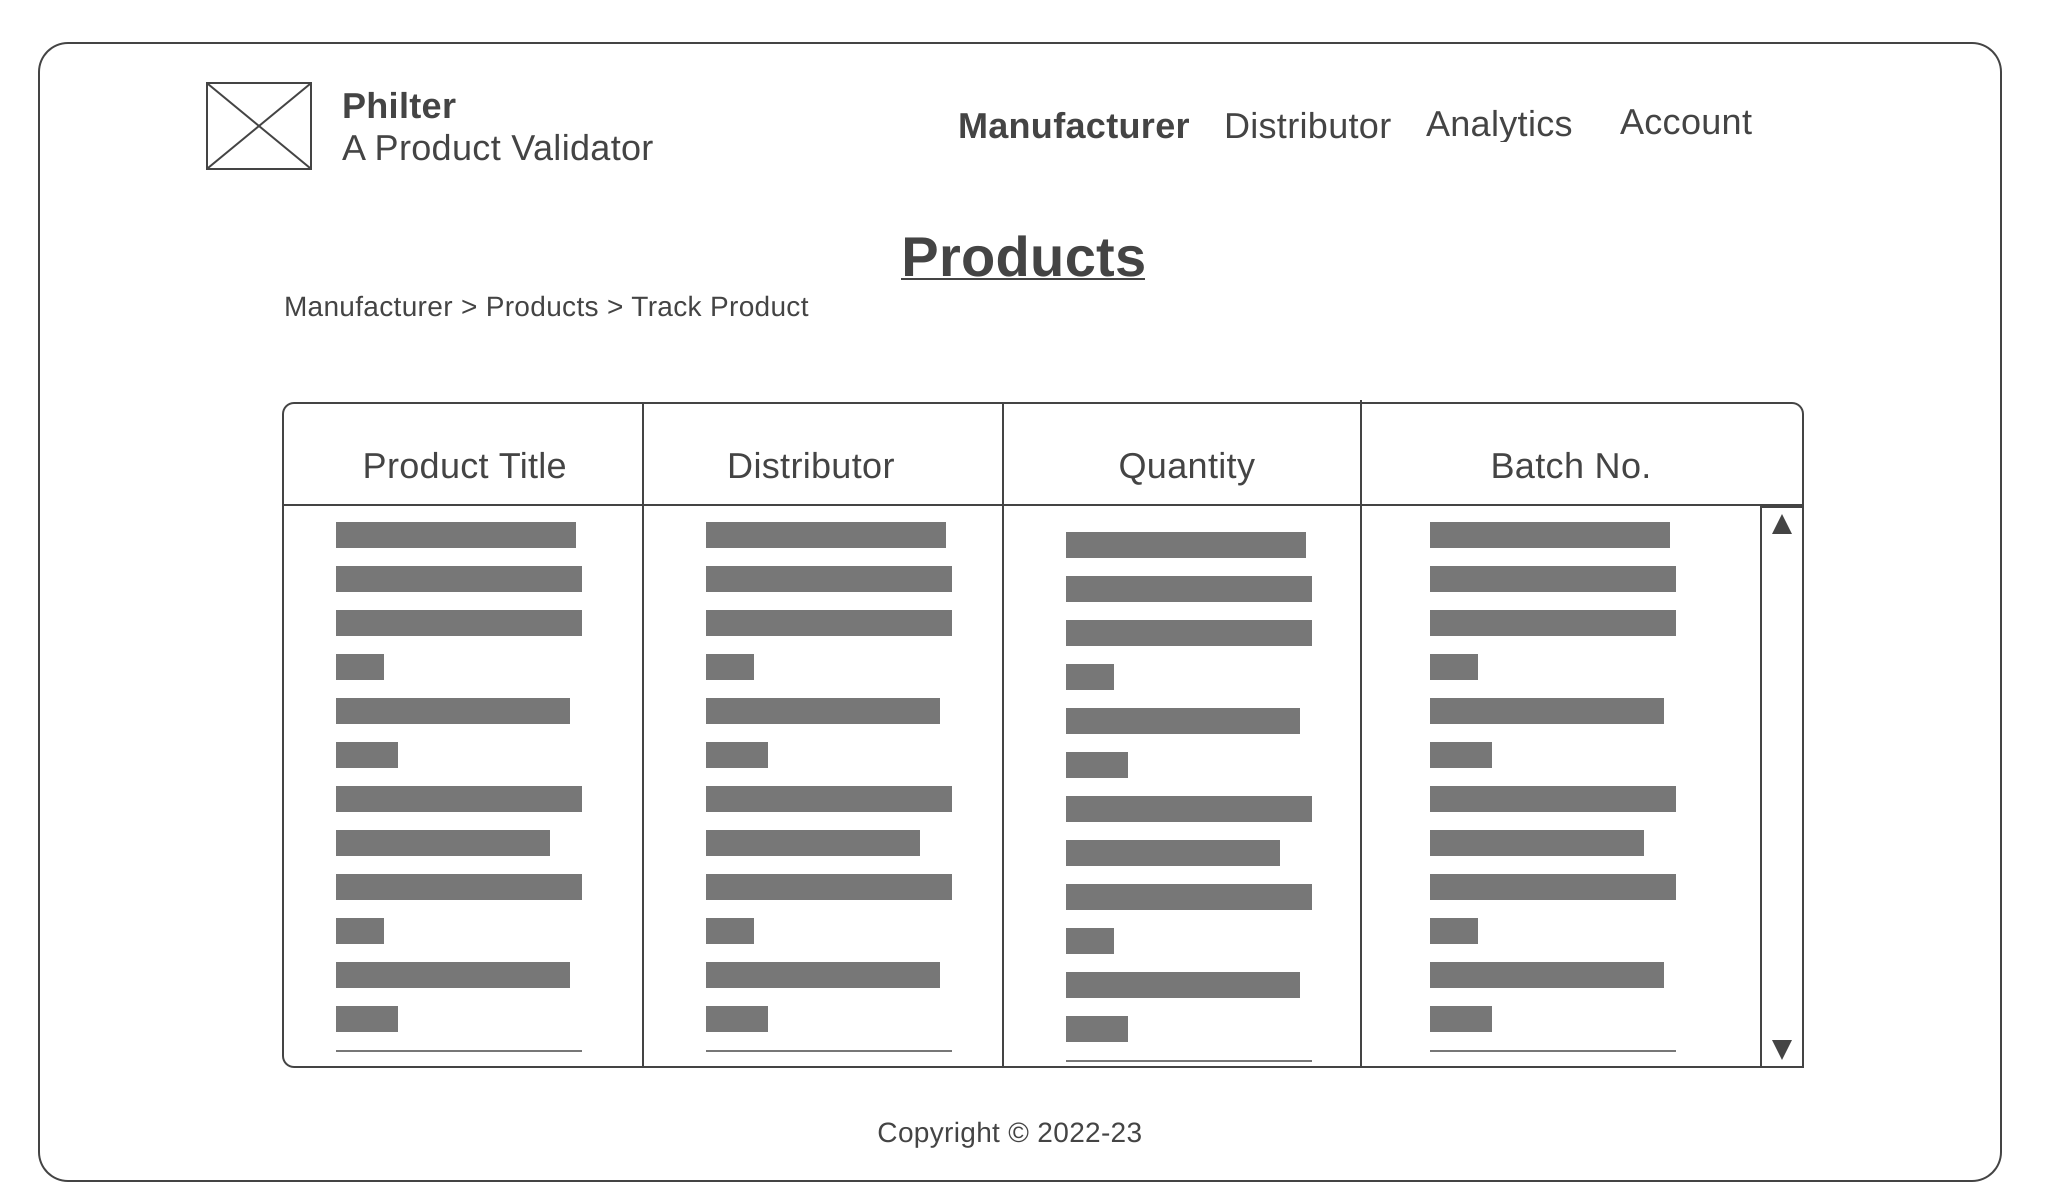 Philter
A Product Validator
Manufacturer Distributor Analytics Account
Products
Manufacturer > Products > Track Product
Product Title Distributor Quantity Batch No.
Copyright © 2022-23